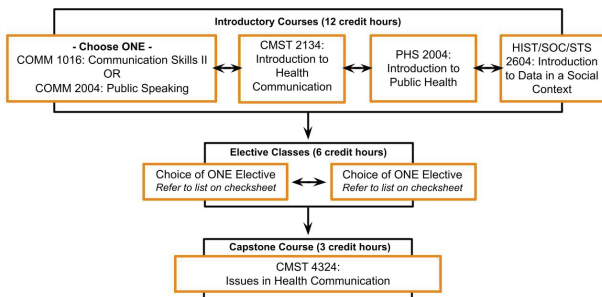 Introductory Courses (12 credit hours)
- Choose ONE -
COMM 1016: Communication Skills II
OR
COMM 2004: Public Speaking
CMST 2134:
Introduction to
Health
Communication
PHS 2004:
Introduction to
Public Health
HIST/SOC/STS
2604: Introduction
to Data in a Social
Context
Elective Classes (6 credit hours)
Choice of ONE Elective
Refer to list on checksheet
Choice of ONE Elective
Refer to list on checksheet
Capstone Course (3 credit hours)
CMST 4324:
Issues in Health Communication